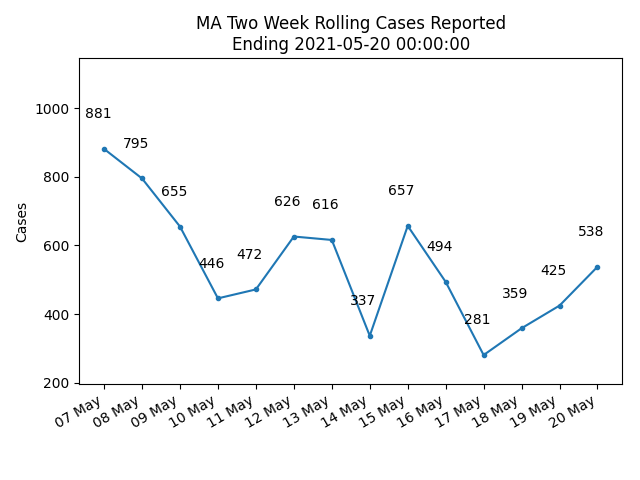 MA Two Week Rolling Cases Reported
Ending 2021-05-20 00:00:00
Cases
1000
800
600
400
200
881
795
655
446
472
626
616
337
657
494
281
359
425
538
07 May
08 May
09 May
10 May
11 May
12 May
13 May
14 May
15 May
16 May
17 May
18 May
19 May
20 May